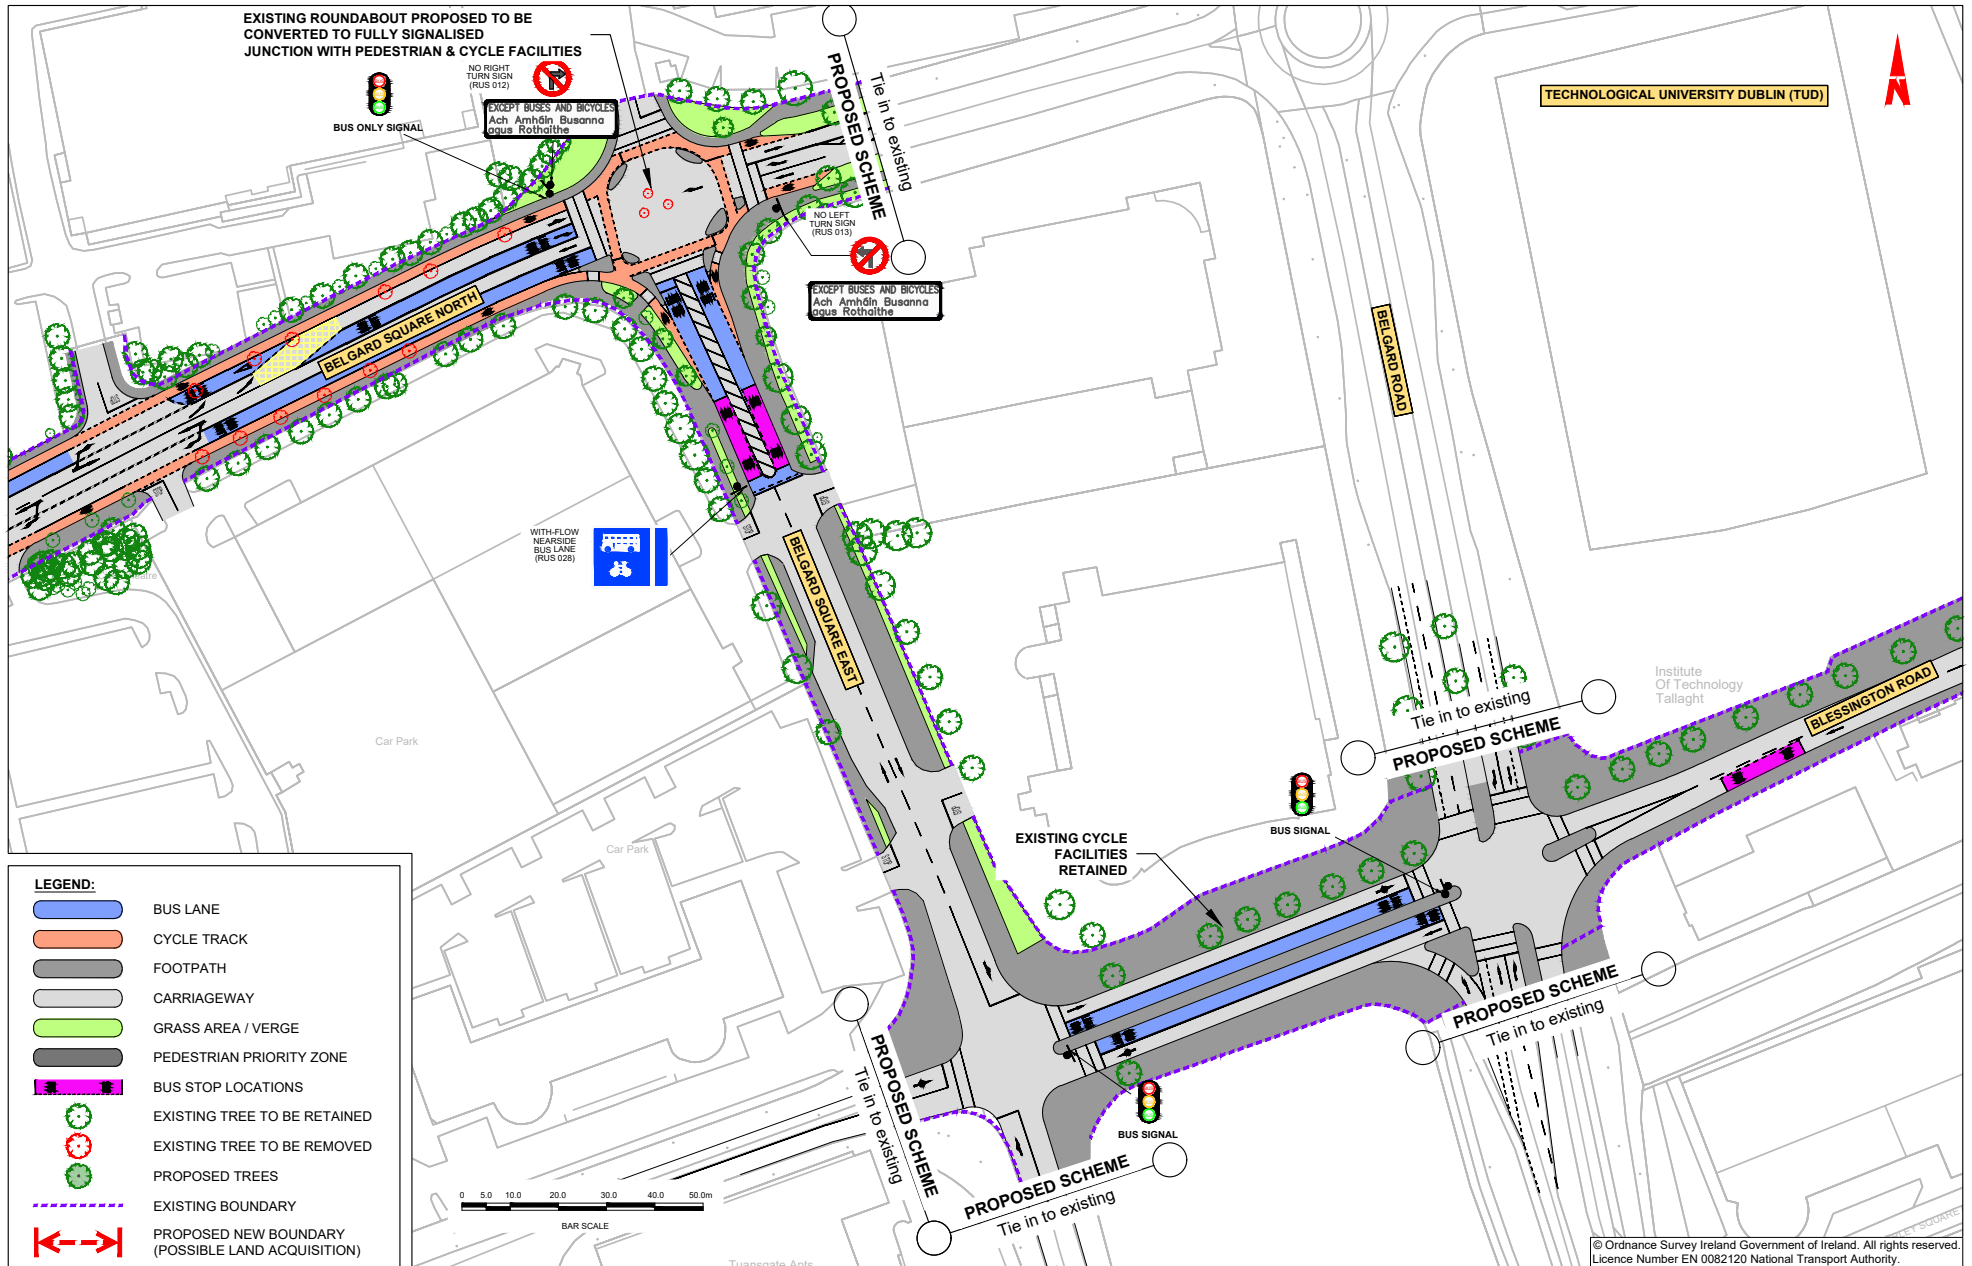 EXISTING ROUNDABOUT PROPOSED TO BE
CONVERTED TO FULLY SIGNALISED
JUNCTION WITH PEDESTRIAN & CYCLE FACILITIES
NO RIGHT
TURN SIGN
(RUS 012)
BUS ONLY SIGNAL
EXCEPT BUSES AND BICYCLES
Ach Amháin Busanna
agus Rothaithe
PROPOSED SCHEME
Tie in to existing
TECHNOLOGICAL UNIVERSITY DUBLIN (TUD)
N
NO LEFT
TURN SIGN
(RUS 013)
EXCEPT BUSES AND BICYCLES
Ach Amháin Busanna
agus Rothaithe
BELGARD SQUARE NORTH
BELGARD ROAD
STOP
STOP
STOP
STOP
WITH-FLOW
NEARSIDE
BUS LANE
(RUS 028)
BELGARD SQUARE EAST
Institute
Of Technology
Tallaght
BLESSINGTON ROAD
Tie in to existing
PROPOSED SCHEME
Car Park
Car Park
STOP
STOP
BUS SIGNAL
EXISTING CYCLE
FACILITIES
RETAINED
PROPOSED SCHEME
Tie in to existing
PROPOSED SCHEME
Tie in to existing
BUS SIGNAL
PROPOSED SCHEME
Tie in to existing
LEGEND:
BUS LANE
CYCLE TRACK
FOOTPATH
CARRIAGEWAY
GRASS AREA / VERGE
PEDESTRIAN PRIORITY ZONE
BUS STOP LOCATIONS
EXISTING TREE TO BE RETAINED
EXISTING TREE TO BE REMOVED
PROPOSED TREES
EXISTING BOUNDARY
PROPOSED NEW BOUNDARY
(POSSIBLE LAND ACQUISITION)
0 5.0 10.0 20.0 30.0 40.0 50.0m
BAR SCALE
© Ordnance Survey Ireland Government of Ireland. All rights reserved.
Licence Number EN 0082120 National Transport Authority.